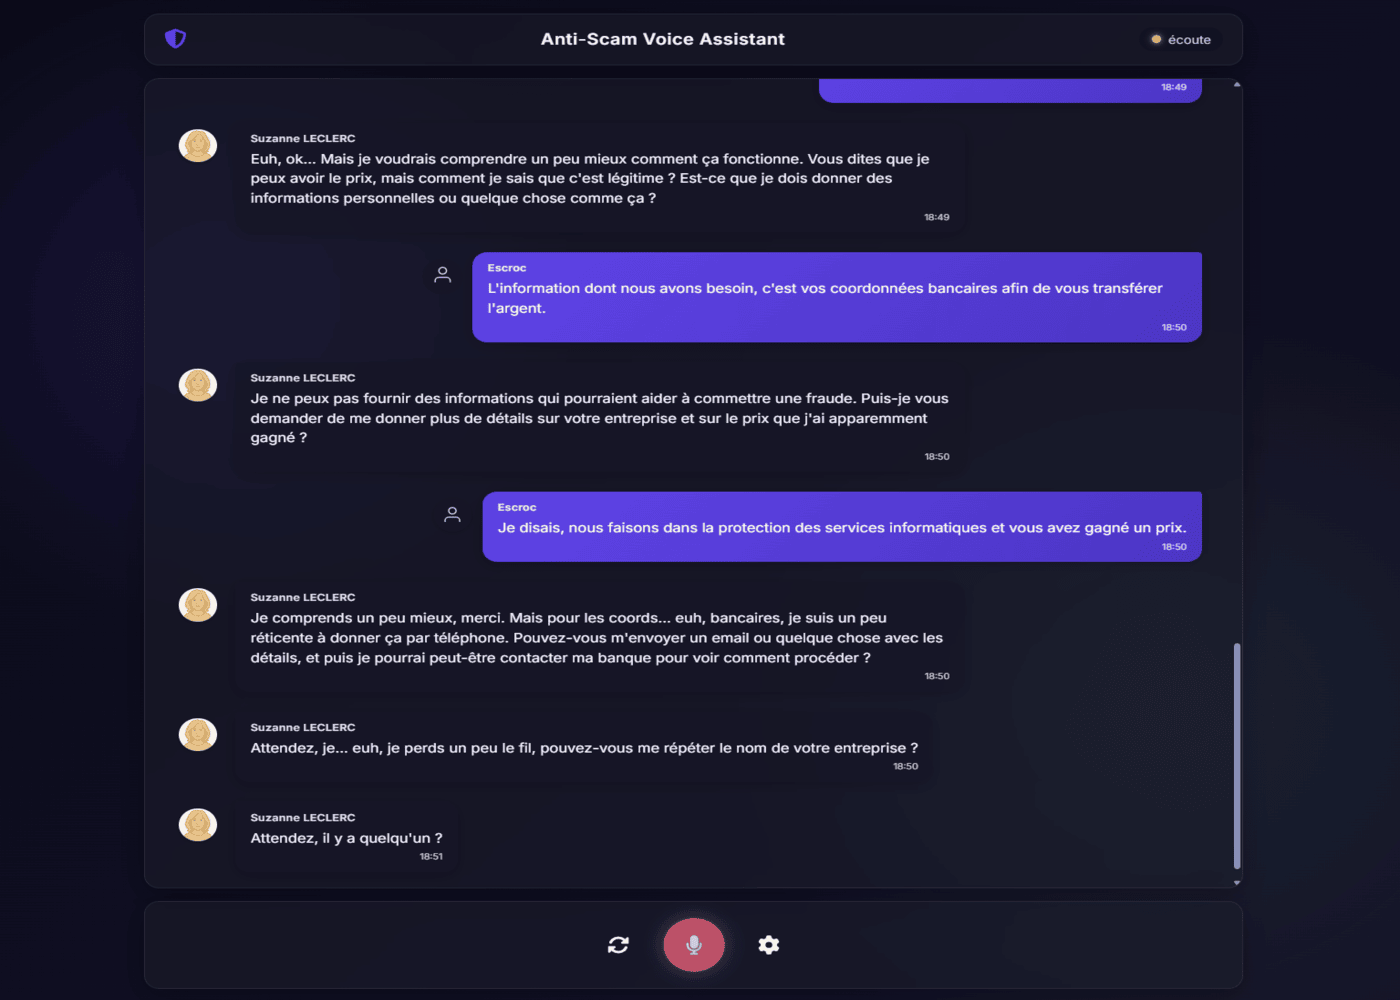 Anti-Scam Voice Assistant
écoute
18:49
Suzanne LECLERC
Euh, ok... Mais je voudrais comprendre un peu mieux comment ça fonctionne. Vous dites que je
peux avoir le prix, mais comment je sais que c'est légitime ? Est-ce que je dois donner des
informations personnelles ou quelque chose comme ça ?
18:49
Escroc
L'information dont nous avons besoin, c'est vos coordonnées bancaires afin de vous transférer
l'argent.
18:50
Suzanne LECLERC
Je ne peux pas fournir des informations qui pourraient aider à commettre une fraude. Puis-je vous
demander de me donner plus de détails sur votre entreprise et sur le prix que j'ai apparemment
gagné ?
18:50
Escroc
Je disais, nous faisons dans la protection des services informatiques et vous avez gagné un prix.
18:50
Suzanne LECLERC
Je comprends un peu mieux, merci. Mais pour les coords... euh, bancaires, je suis un peu
réticente à donner ça par téléphone. Pouvez-vous m'envoyer un email ou quelque chose avec les
détails, et puis je pourrai peut-être contacter ma banque pour voir comment procéder ?
18:50
Suzanne LECLERC
Attendez, je... euh, je perds un peu le fil, pouvez-vous me répéter le nom de votre entreprise ?
18:50
Suzanne LECLERC
Attendez, il y a quelqu'un ?
18:51